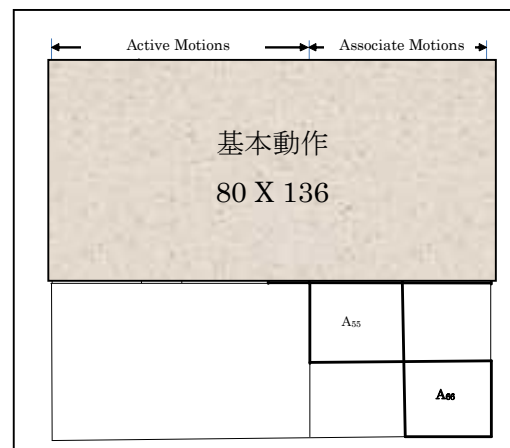 Active Motions Associate Motions
基本動作
80 X 136
A₅₅
A₆₆